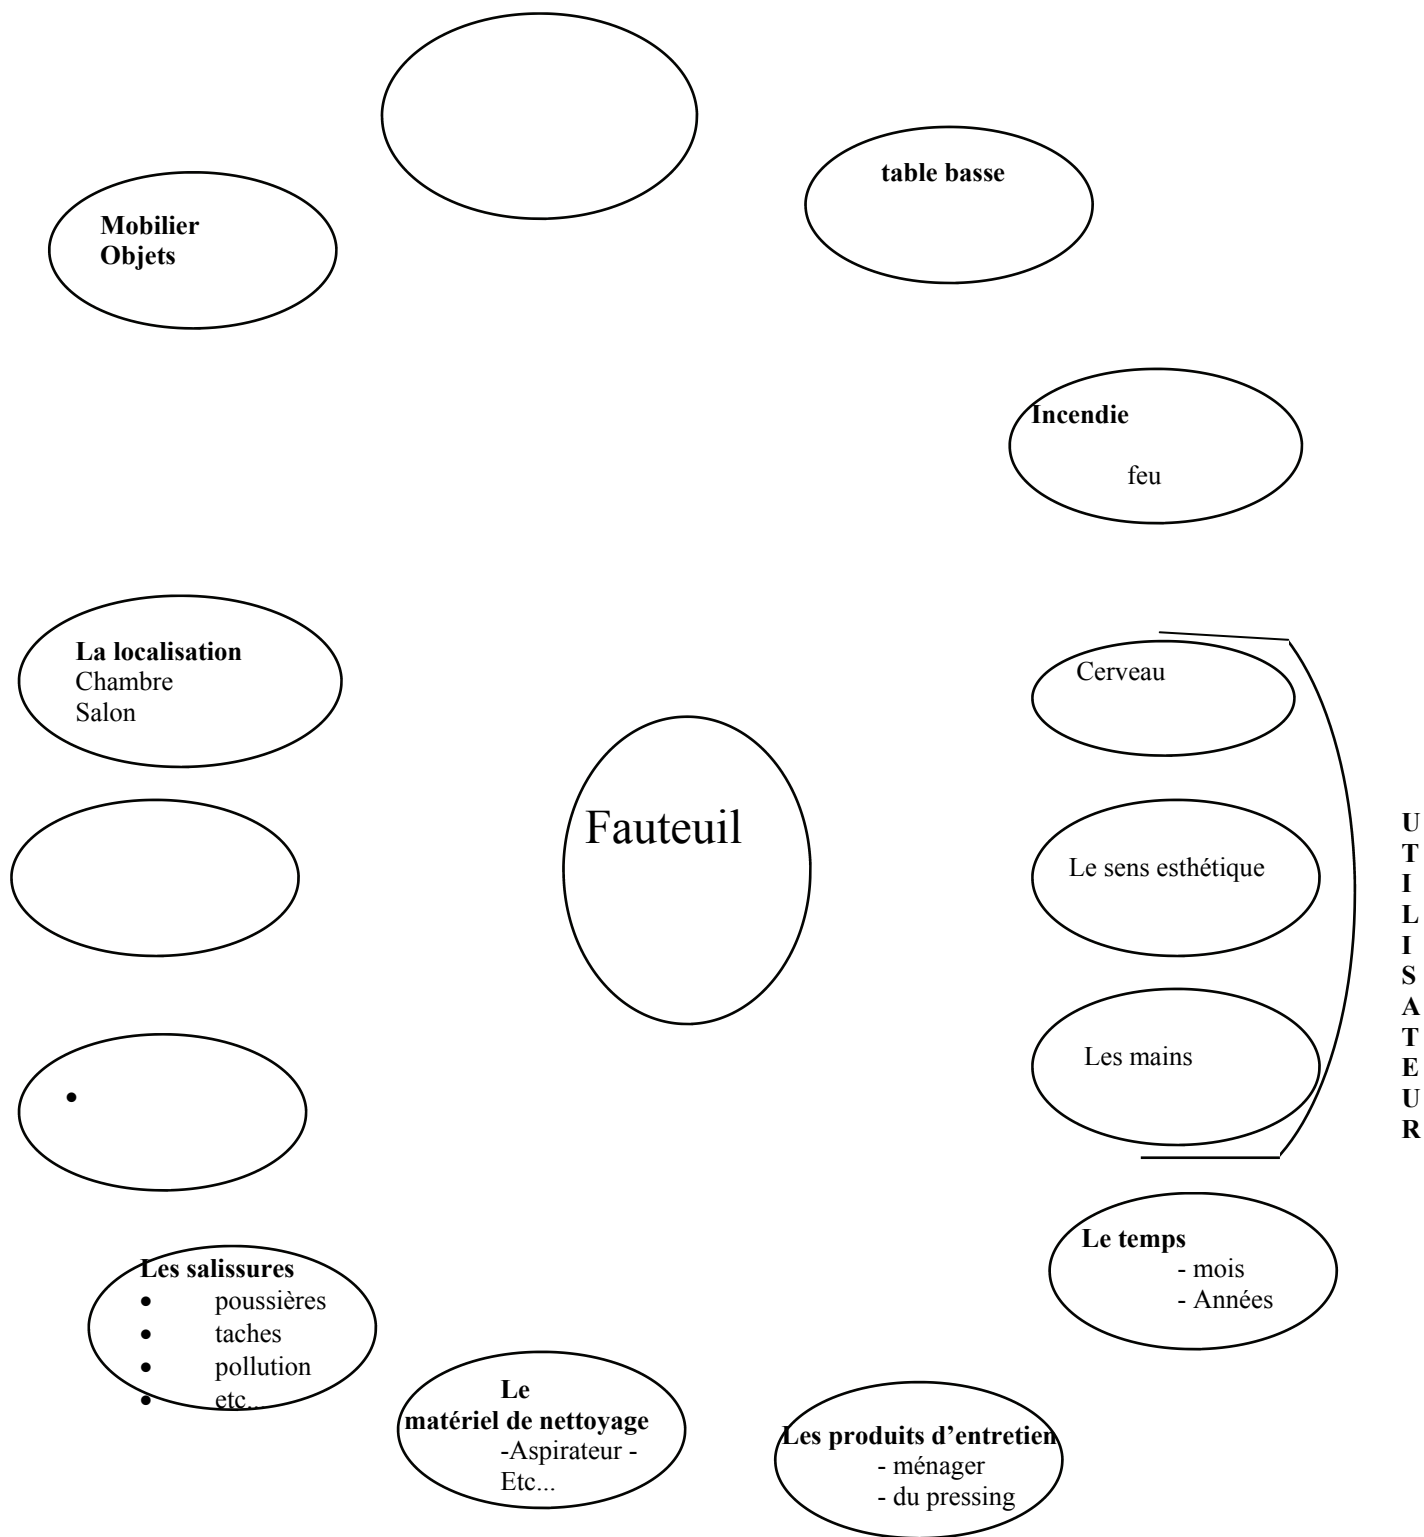 table basse
Mobilier
Objets
Incendie
feu
La localisation
Chambre
Salon
Cerveau
Fauteuil
Le sens esthétique
Les mains
U
T
I
L
I
S
A
T
E
U
R
Le temps
- mois
- Années
Les salissures
• poussières
• taches
• pollution
• etc...
Le
matériel de nettoyage
-Aspirateur -
Etc...
Les produits d’entretien
- ménager
- du pressing